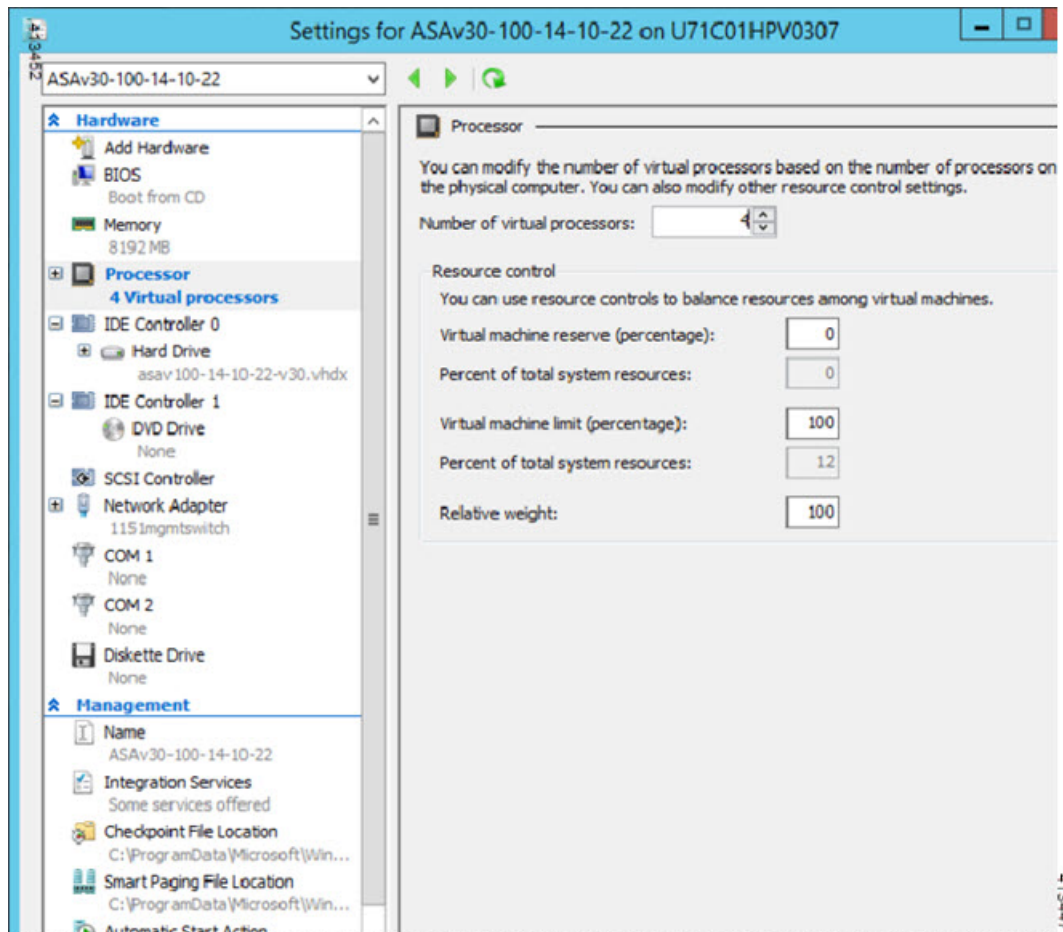 Settings for ASAv30-100-14-10-22 on U71C01HPV0307
ASAv30-100-14-10-22
Hardware
Add Hardware
BIOS
Boot from CD
Memory
8192 MB
Processor
4 Virtual processors
IDE Controller 0
Hard Drive
asav100-14-10-22-v30.vhdx
IDE Controller 1
DVD Drive
None
SCSI Controller
Network Adapter
1151mgmtswitch
COM 1
None
COM 2
None
Diskette Drive
None
Management
Name
ASAv30-100-14-10-22
Integration Services
Some services offered
Checkpoint File Location
C:\ProgramData\Microsoft\Win...
Smart Paging File Location
C:\ProgramData\Microsoft\Win...
Automatic Start Action
Processor
You can modify the number of virtual processors based on the number of processors on
the physical computer. You can also modify other resource control settings.
Number of virtual processors: 4
Resource control
You can use resource controls to balance resources among virtual machines.
Virtual machine reserve (percentage): 0
Percent of total system resources: 0
Virtual machine limit (percentage): 100
Percent of total system resources: 12
Relative weight: 100